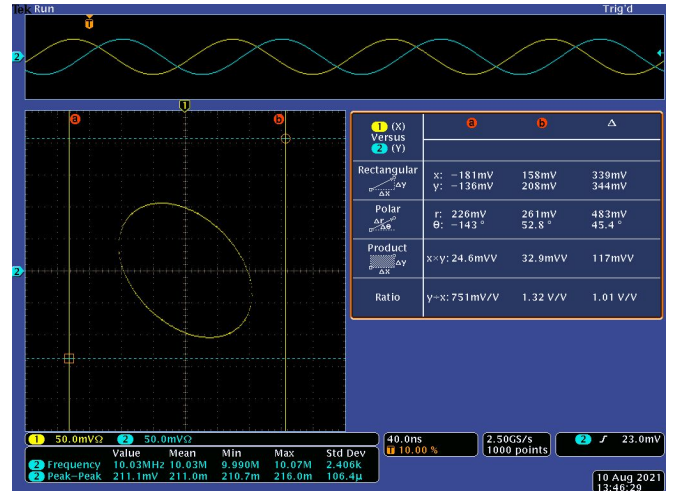 Tek Run Trig'd
T
2
1
a b
2
1 (X)
Versus
2 (Y)
a b Δ
Rectangular
Δy
Δx
x: −181mV 158mV 339mV
y: −136mV 208mV 344mV
Polar
Δr
Δθ
r: 226mV 261mV 483mV
θ: −143 ° 52.8 ° 45.4 °
Product
Δy
Δx
x×y: 24.6mVV 32.9mVV 117mVV
Ratio y÷x: 751mV/V 1.32 V/V 1.01 V/V
1 50.0mVΩ 2 50.0mVΩ
40.0ns
T 10.00 %
2.50GS/s
1000 points
2 ∫ 23.0mV
Value Mean Min Max Std Dev
2 Frequency 10.03MHz 10.03M 9.990M 10.07M 2.406k
2 Peak−Peak 211.1mV 211.0m 210.7m 216.0m 106.4µ
10 Aug 2021
13:46:29